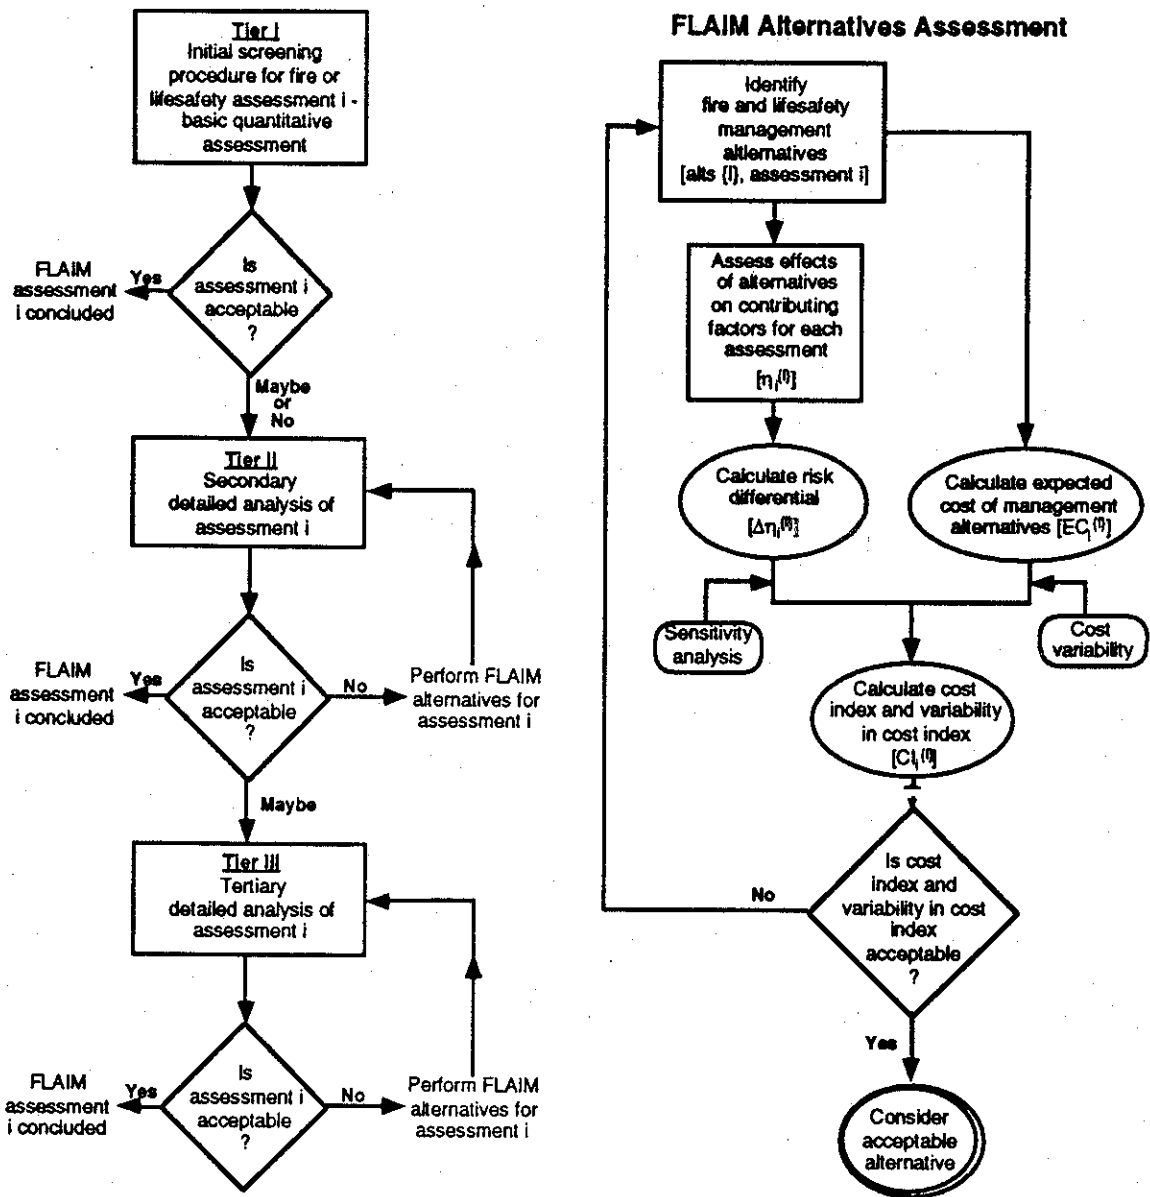 Tier I
Initial screening
procedure for fire or
lifesafety assessment i -
basic quantitative
assessment
Is
assessment i
acceptable
?
Yes
FLAIM
assessment
i concluded
Maybe
or
No
Tier II
Secondary
detailed analysis of
assessment i
Is
assessment i
acceptable
?
Yes
FLAIM
assessment
i concluded
No
Perform FLAIM
alternatives for
assessment i
Maybe
Tier III
Tertiary
detailed analysis of
assessment i
Is
assessment i
acceptable
?
Yes
FLAIM
assessment
i concluded
No
Perform FLAIM
alternatives for
assessment i
FLAIM Alternatives Assessment
Identify
fire and lifesafety
management
altlernatives
[alts {l}, assessment i]
Assess effects
of alternatives
on contributing
factors for each
assessment
[η i (l)]
Calculate risk
differential
[Δη i (l)]
Calculate expected
cost of management
alternatives [EC i (l)]
Sensitivity
analysis
Cost
variability
Calculate cost
index and variability
in cost index
[CI i (l)]
Is cost
index and
variability in cost
index
acceptable
?
No
Yes
Consider
acceptable
alternative